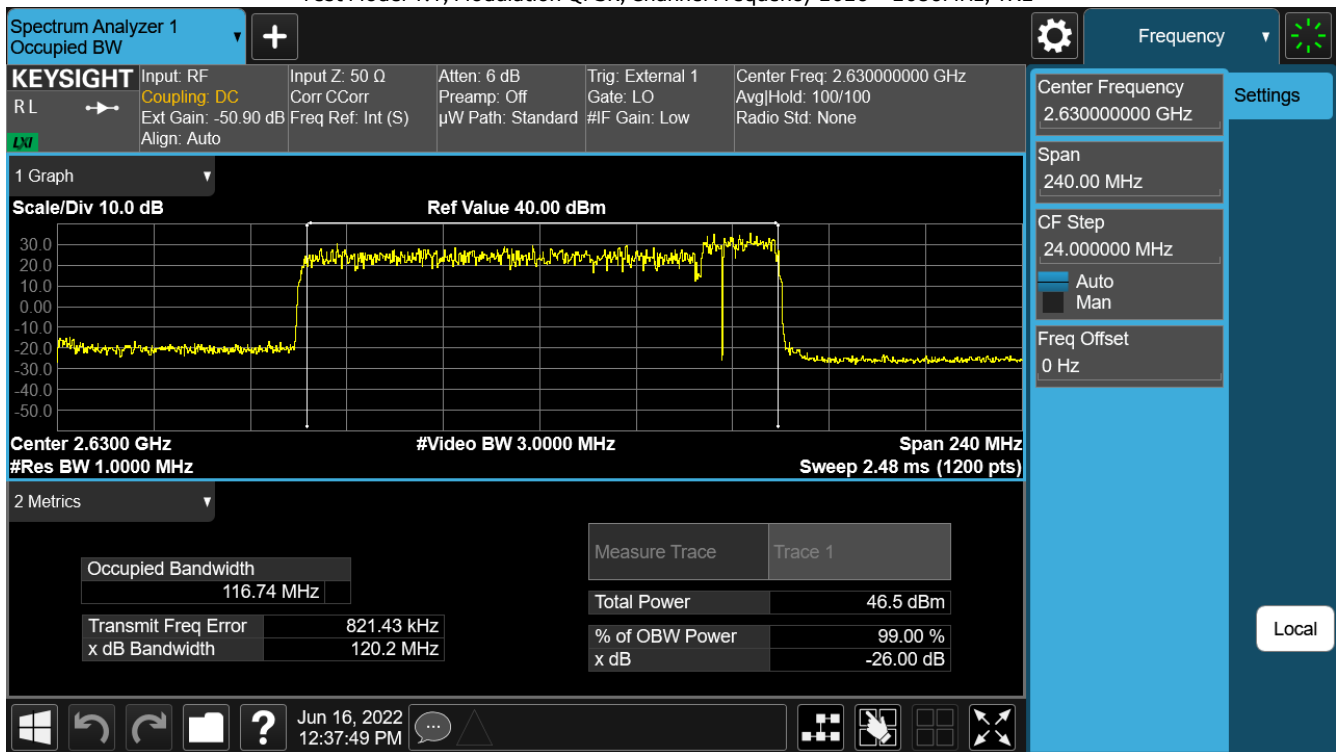 Spectrum Analyzer 1
Occupied BW
Frequency
KEYSIGHT
R L
LXI
Input: RF
Coupling: DC
Ext Gain: -50.90 dB
Align: Auto
Input Z: 50 Ω
Corr CCorr
Freq Ref: Int (S)
Atten: 6 dB
Preamp: Off
µW Path: Standard
Trig: External 1
Gate: LO
#IF Gain: Low
Center Freq: 2.630000000 GHz
Avg|Hold: 100/100
Radio Std: None
Center Frequency
2.630000000 GHz
Settings
Span
240.00 MHz
CF Step
24.000000 MHz
Auto
Man
Freq Offset
0 Hz
Local
1 Graph
Scale/Div 10.0 dB
Ref Value 40.00 dBm
30.0
20.0
10.0
0.00
-10.0
-20.0
-30.0
-40.0
-50.0
Center 2.6300 GHz
#Video BW 3.0000 MHz
Span 240 MHz
#Res BW 1.0000 MHz
Sweep 2.48 ms (1200 pts)
2 Metrics
Occupied Bandwidth
116.74 MHz
Transmit Freq Error 821.43 kHz
x dB Bandwidth 120.2 MHz
Measure Trace Trace 1
Total Power 46.5 dBm
% of OBW Power 99.00 %
x dB -26.00 dB
Jun 16, 2022
12:37:49 PM